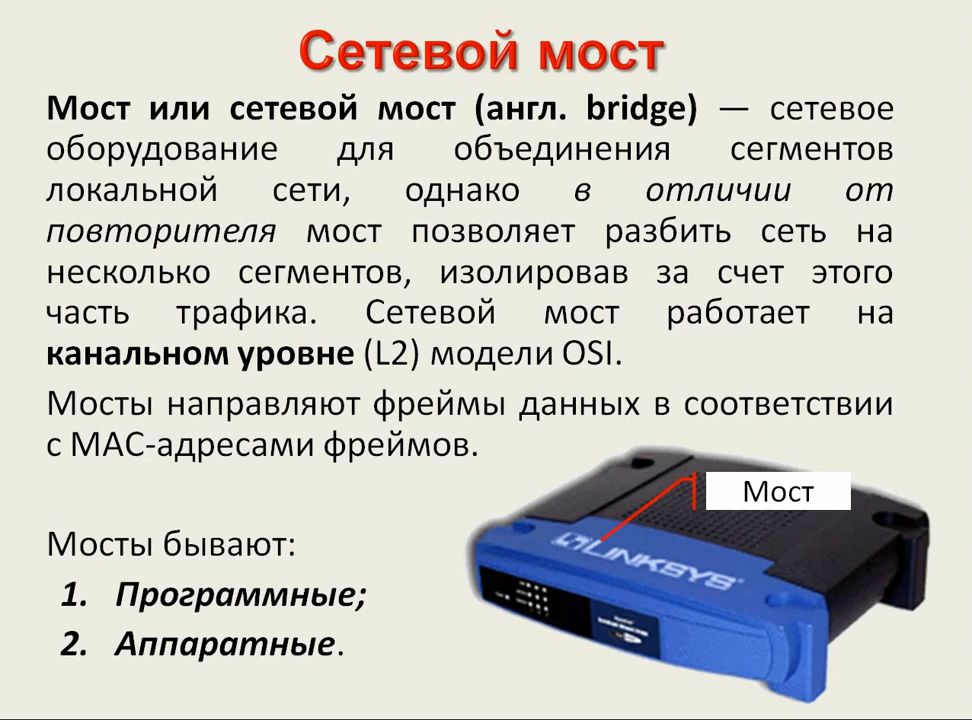 Сетевой мост
Мост или сетевой мост (англ. bridge) — сетевое
оборудование для объединения сегментов
локальной сети, однако в отличии от
повторителя мост позволяет разбить сеть на
несколько сегментов, изолировав за счет этого
часть трафика. Сетевой мост работает на
канальном уровне (L2) модели OSI.
Мосты направляют фреймы данных в соответствии
с MAC-адресами фреймов.
Мост
LINKSYS
Мосты бывают:
1. Программные;
2. Аппаратные.